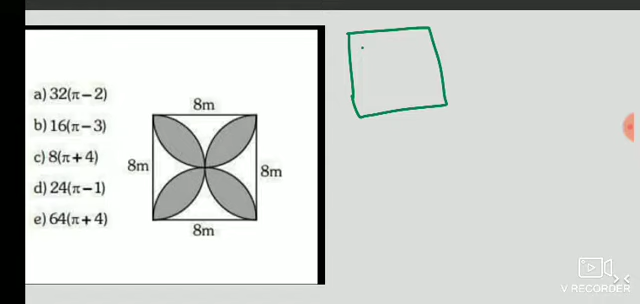 a) 32(π − 2)
b) 16(π − 3)
c) 8(π + 4)
d) 24(π − 1)
e) 64(π + 4)
8m
8m
8m
8m
V RECORDER